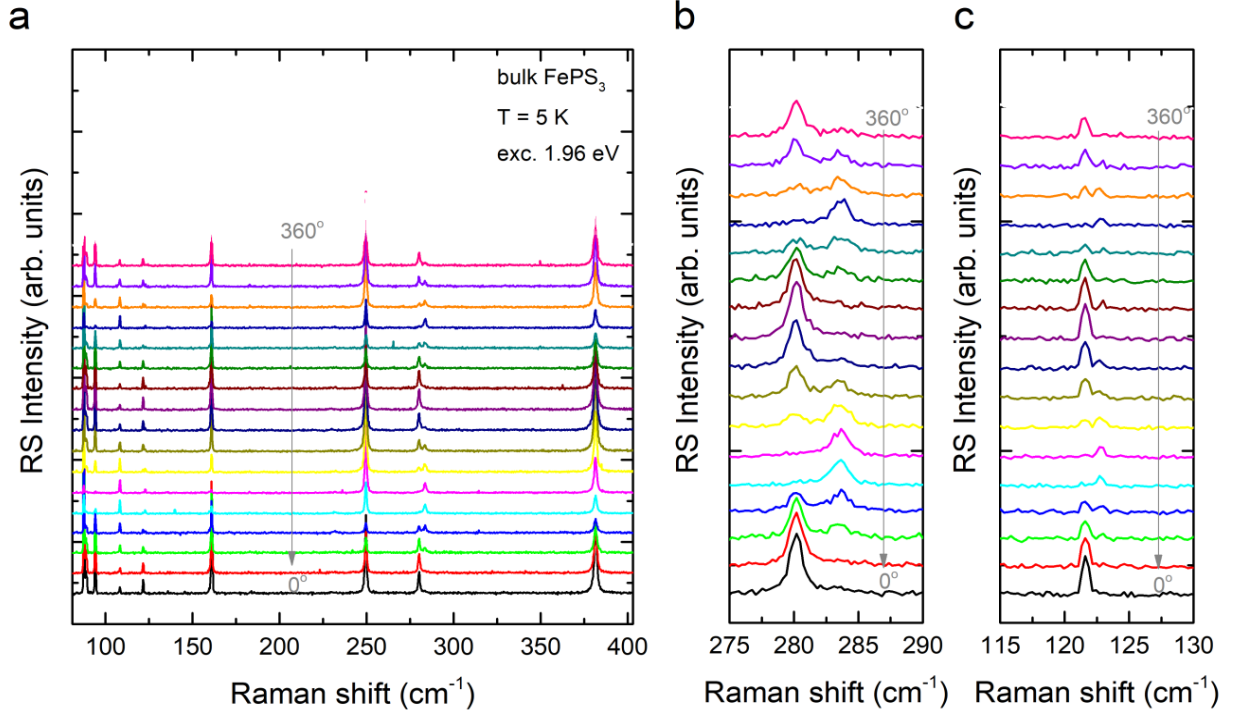 a
bulk FePS₃
T = 5 K
exc. 1.96 eV
360°
0°
RS Intensity (arb. units)
100 150 200 250 300 350 400
Raman shift (cm⁻¹)
b
360°
0°
RS Intensity (arb. units)
275 280 285 290
Raman shift (cm⁻¹)
c
360°
0°
RS Intensity (arb. units)
115 120 125 130
Raman shift (cm⁻¹)